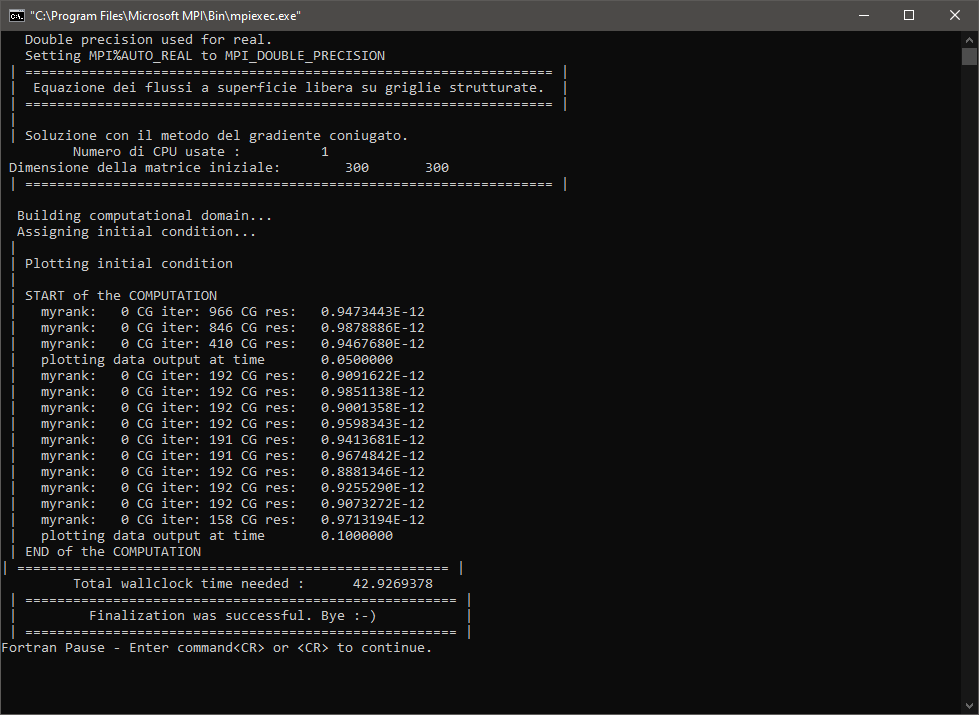 "C:\Program Files\Microsoft MPI\Bin\mpiexec.exe"
Double precision used for real.
Setting MPI%AUTO_REAL to MPI_DOUBLE_PRECISION
| ================================================================== |
| Equazione dei flussi a superficie libera su griglie strutturate. |
| ================================================================== |
|
| Soluzione con il metodo del gradiente coniugato.
Numero di CPU usate : 1
Dimensione della matrice iniziale: 300 300
| ================================================================== |
Building computational domain...
Assigning initial condition...
|
| Plotting initial condition
|
| START of the COMPUTATION
| myrank: 0 CG iter: 966 CG res: 0.9473443E-12
| myrank: 0 CG iter: 846 CG res: 0.9878886E-12
| myrank: 0 CG iter: 410 CG res: 0.9467680E-12
| plotting data output at time 0.0500000
| myrank: 0 CG iter: 192 CG res: 0.9091622E-12
| myrank: 0 CG iter: 192 CG res: 0.9851138E-12
| myrank: 0 CG iter: 192 CG res: 0.9001358E-12
| myrank: 0 CG iter: 192 CG res: 0.9598343E-12
| myrank: 0 CG iter: 191 CG res: 0.9413681E-12
| myrank: 0 CG iter: 191 CG res: 0.9674842E-12
| myrank: 0 CG iter: 192 CG res: 0.8881346E-12
| myrank: 0 CG iter: 192 CG res: 0.9255290E-12
| myrank: 0 CG iter: 192 CG res: 0.9073272E-12
| myrank: 0 CG iter: 158 CG res: 0.9713194E-12
| plotting data output at time 0.1000000
| END of the COMPUTATION
| ====================================================== |
Total wallclock time needed : 42.9269378
| ====================================================== |
| Finalization was successful. Bye :-) |
| ====================================================== |
Fortran Pause - Enter command<CR> or <CR> to continue.